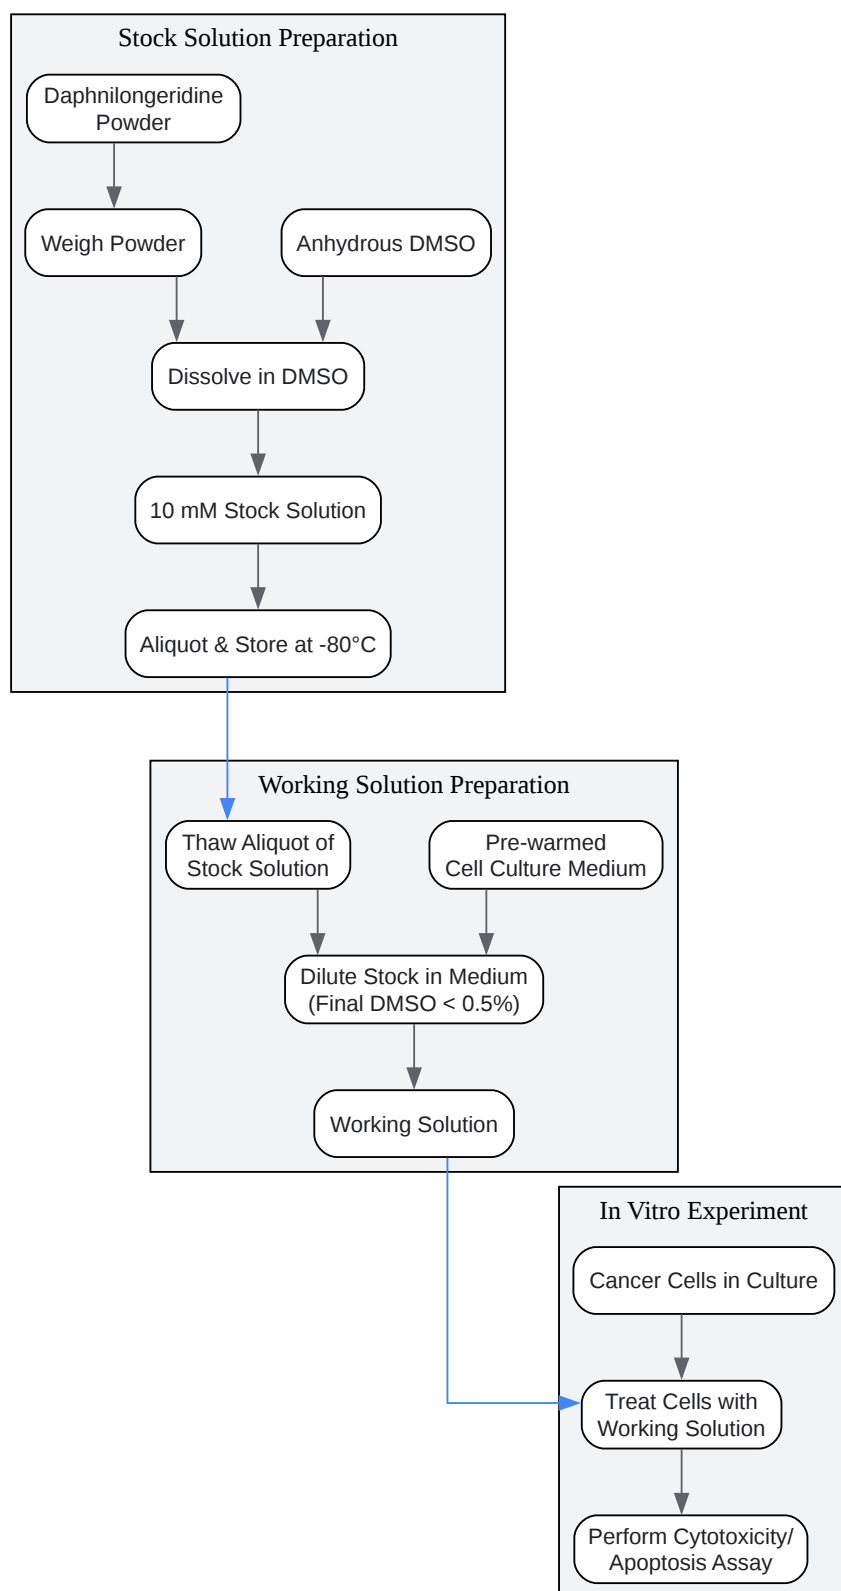 Stock Solution Preparation
Daphnilongeridine
Powder
Weigh Powder
Anhydrous DMSO
Dissolve in DMSO
10 mM Stock Solution
Aliquot & Store at -80°C
Working Solution Preparation
Thaw Aliquot of
Stock Solution
Pre-warmed
Cell Culture Medium
Dilute Stock in Medium
(Final DMSO < 0.5%)
Working Solution
In Vitro Experiment
Cancer Cells in Culture
Treat Cells with
Working Solution
Perform Cytotoxicity/
Apoptosis Assay